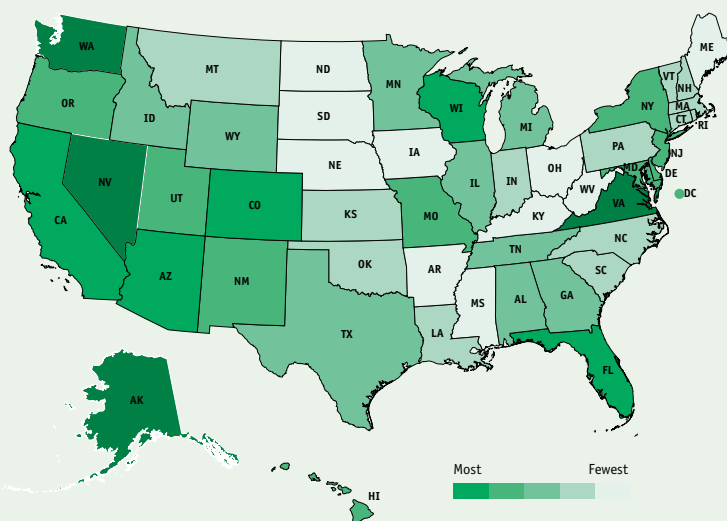 WA
MT
ND
MN
ME
VT
NH
OR
ID
SD
WI
NY
MA
CT
RI
WY
MI
PA
NJ
NE
IA
OH
NV
UT
CO
IL
IN
WV
MD
DE
DC
CA
KS
MO
KY
VA
NC
AZ
NM
OK
AR
TN
SC
MS
AL
GA
TX
LA
FL
AK
HI
Most Fewest